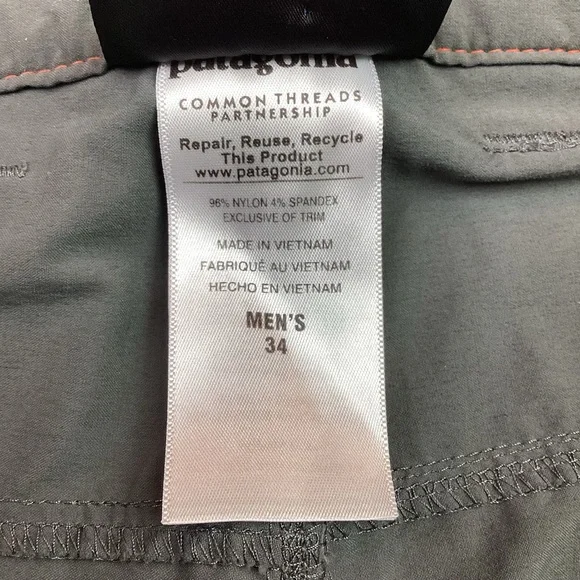 patagonia
COMMON THREADS
PARTNERSHIP
Repair, Reuse, Recycle
This Product
www.patagonia.com
96% NYLON 4% SPANDEX
EXCLUSIVE OF TRIM
MADE IN VIETNAM
FABRIQUÉ AU VIETNAM
HECHO EN VIETNAM
MEN'S
34